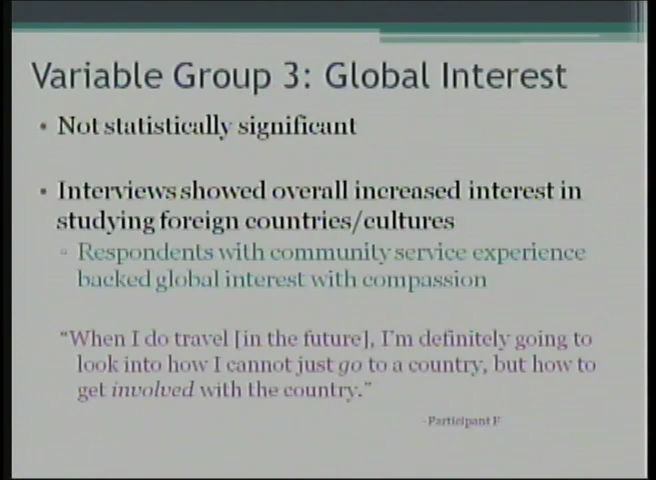 Variable Group 3: Global Interest
• Not statistically significant
• Interviews showed overall increased interest in
studying foreign countries/cultures
▫ Respondents with community service experience
backed global interest with compassion
"When I do travel [in the future], I'm definitely going to
look into how I cannot just go to a country, but how to
get involved with the country."
-Participant F